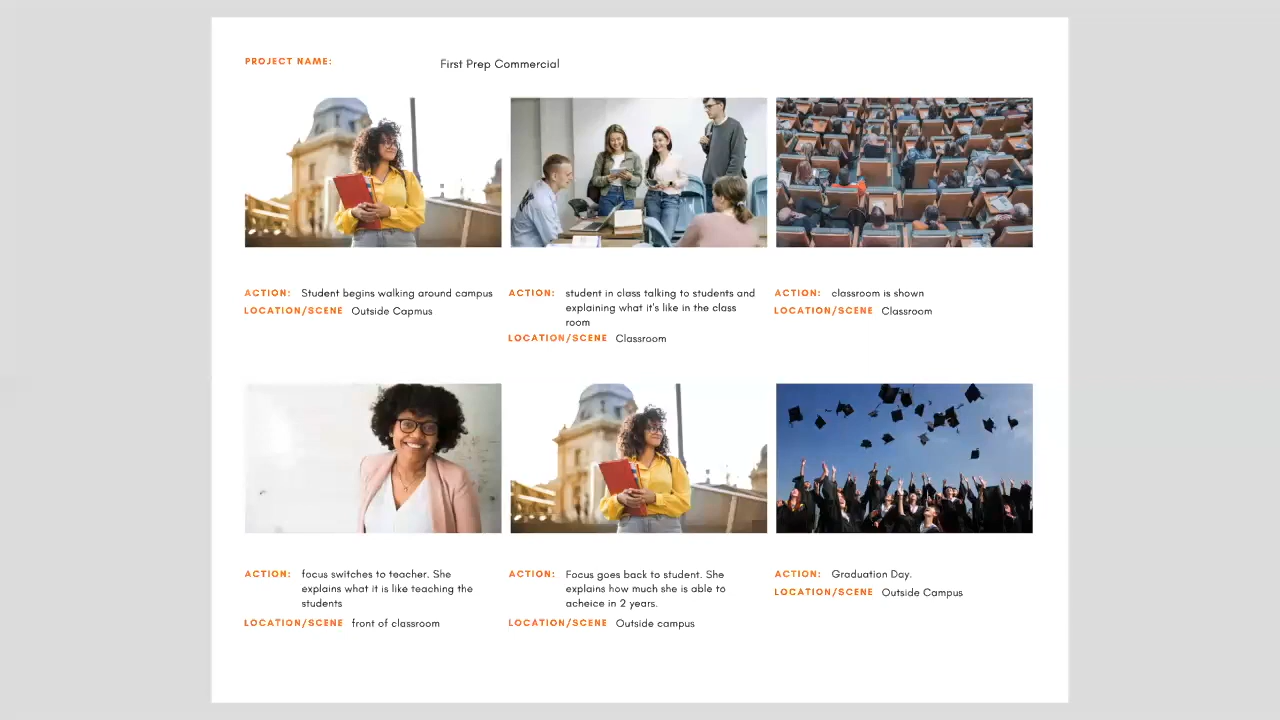 PROJECT NAME: First Prep Commercial
ACTION: Student begins walking around campus
LOCATION/SCENE Outside Capmus
ACTION: student in class talking to students and
explaining what it's like in the class
room
LOCATION/SCENE Classroom
ACTION: classroom is shown
LOCATION/SCENE Classroom
ACTION: focus switches to teacher. She
explains what it is like teaching the
students
LOCATION/SCENE front of classroom
ACTION: Focus goes back to student. She
explains how much she is able to
acheice in 2 years.
LOCATION/SCENE Outside campus
ACTION: Graduation Day.
LOCATION/SCENE Outside Campus